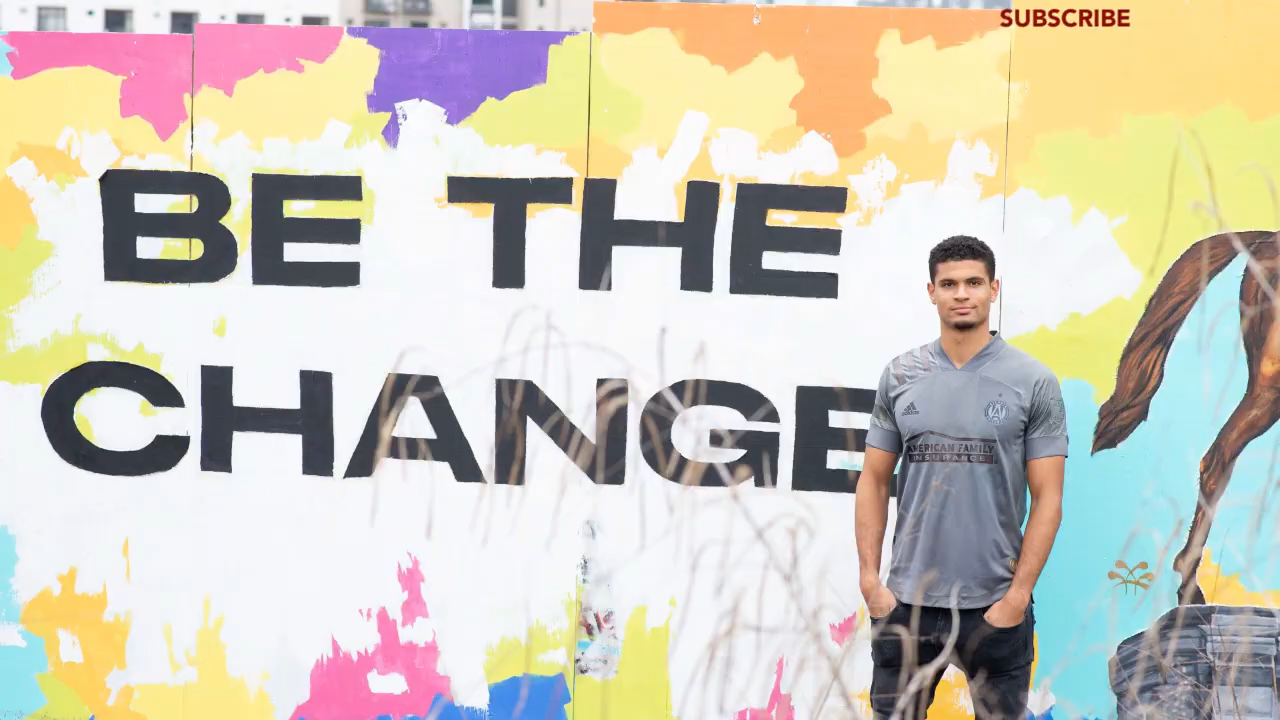 SUBSCRIBE
BE THE
CHANGE
adidas
AMERICAN FAMILY
INSURANCE